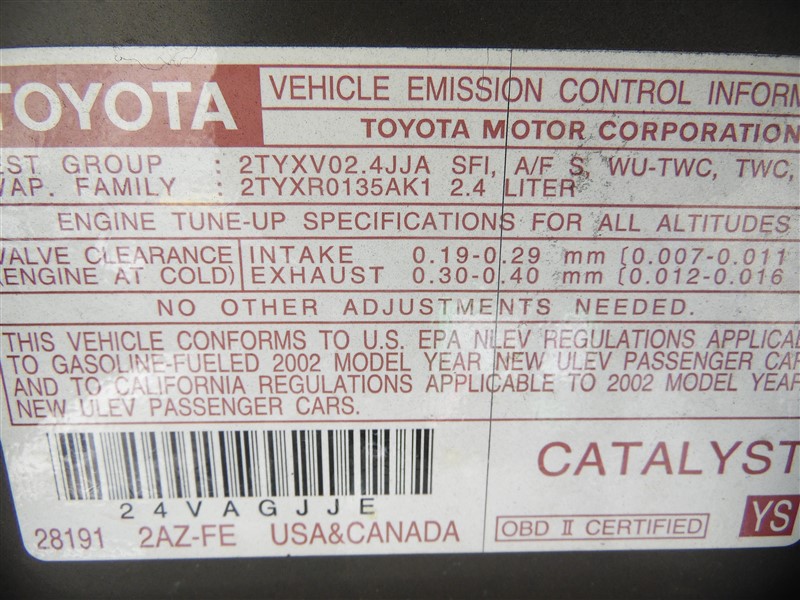 TOYOTA VEHICLE EMISSION CONTROL INFORM
TOYOTA MOTOR CORPORATION
EST GROUP : 2TYXV02.4JJA SFI, A/F S, WU-TWC, TWC,
VAP. FAMILY : 2TYXR0135AK1 2.4 LITER
ENGINE TUNE-UP SPECIFICATIONS FOR ALL ALTITUDES
VALVE CLEARANCE INTAKE 0.19-0.29 mm [0.007-0.011
(ENGINE AT COLD) EXHAUST 0.30-0.40 mm [0.012-0.016
NO OTHER ADJUSTMENTS NEEDED.
THIS VEHICLE CONFORMS TO U.S. EPA NLEV REGULATIONS APPLICAB
TO GASOLINE-FUELED 2002 MODEL YEAR NEW ULEV PASSENGER CAR
AND TO CALIFORNIA REGULATIONS APPLICABLE TO 2002 MODEL YEAR
NEW ULEV PASSENGER CARS.
CATALYST
24VAGJJE
28191 2AZ-FE USA&CANADA OBD II CERTIFIED YS